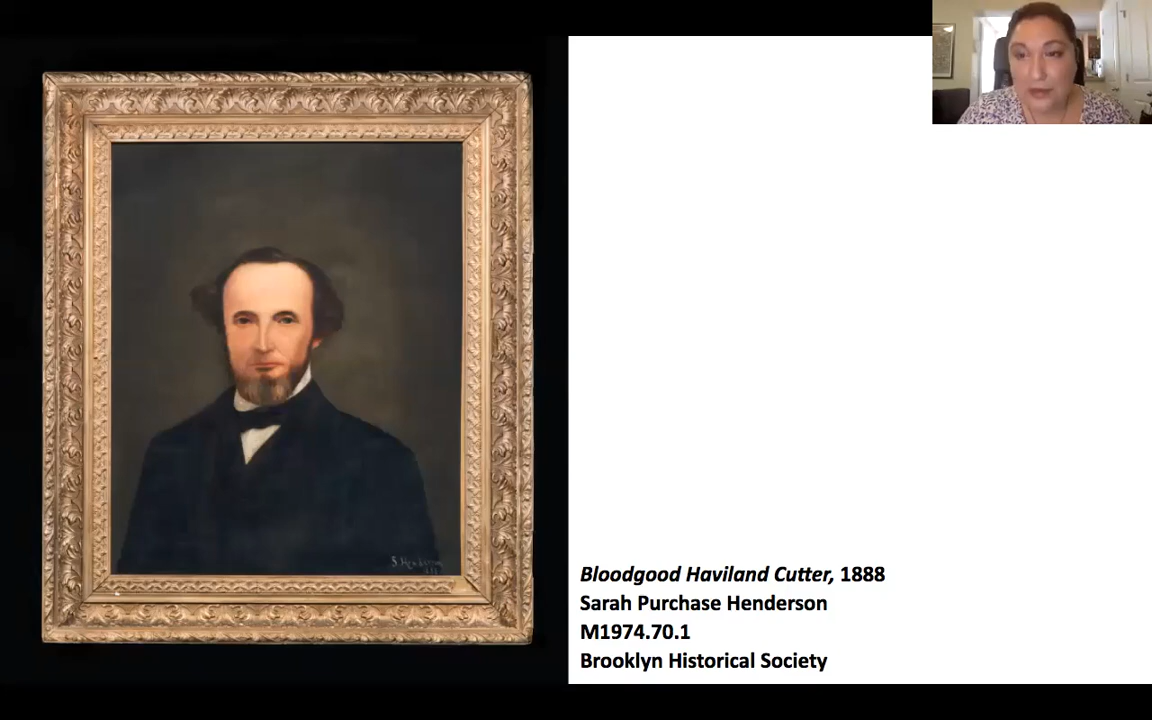 Bloodgood Haviland Cutter, 1888
Sarah Purchase Henderson
M1974.70.1
Brooklyn Historical Society